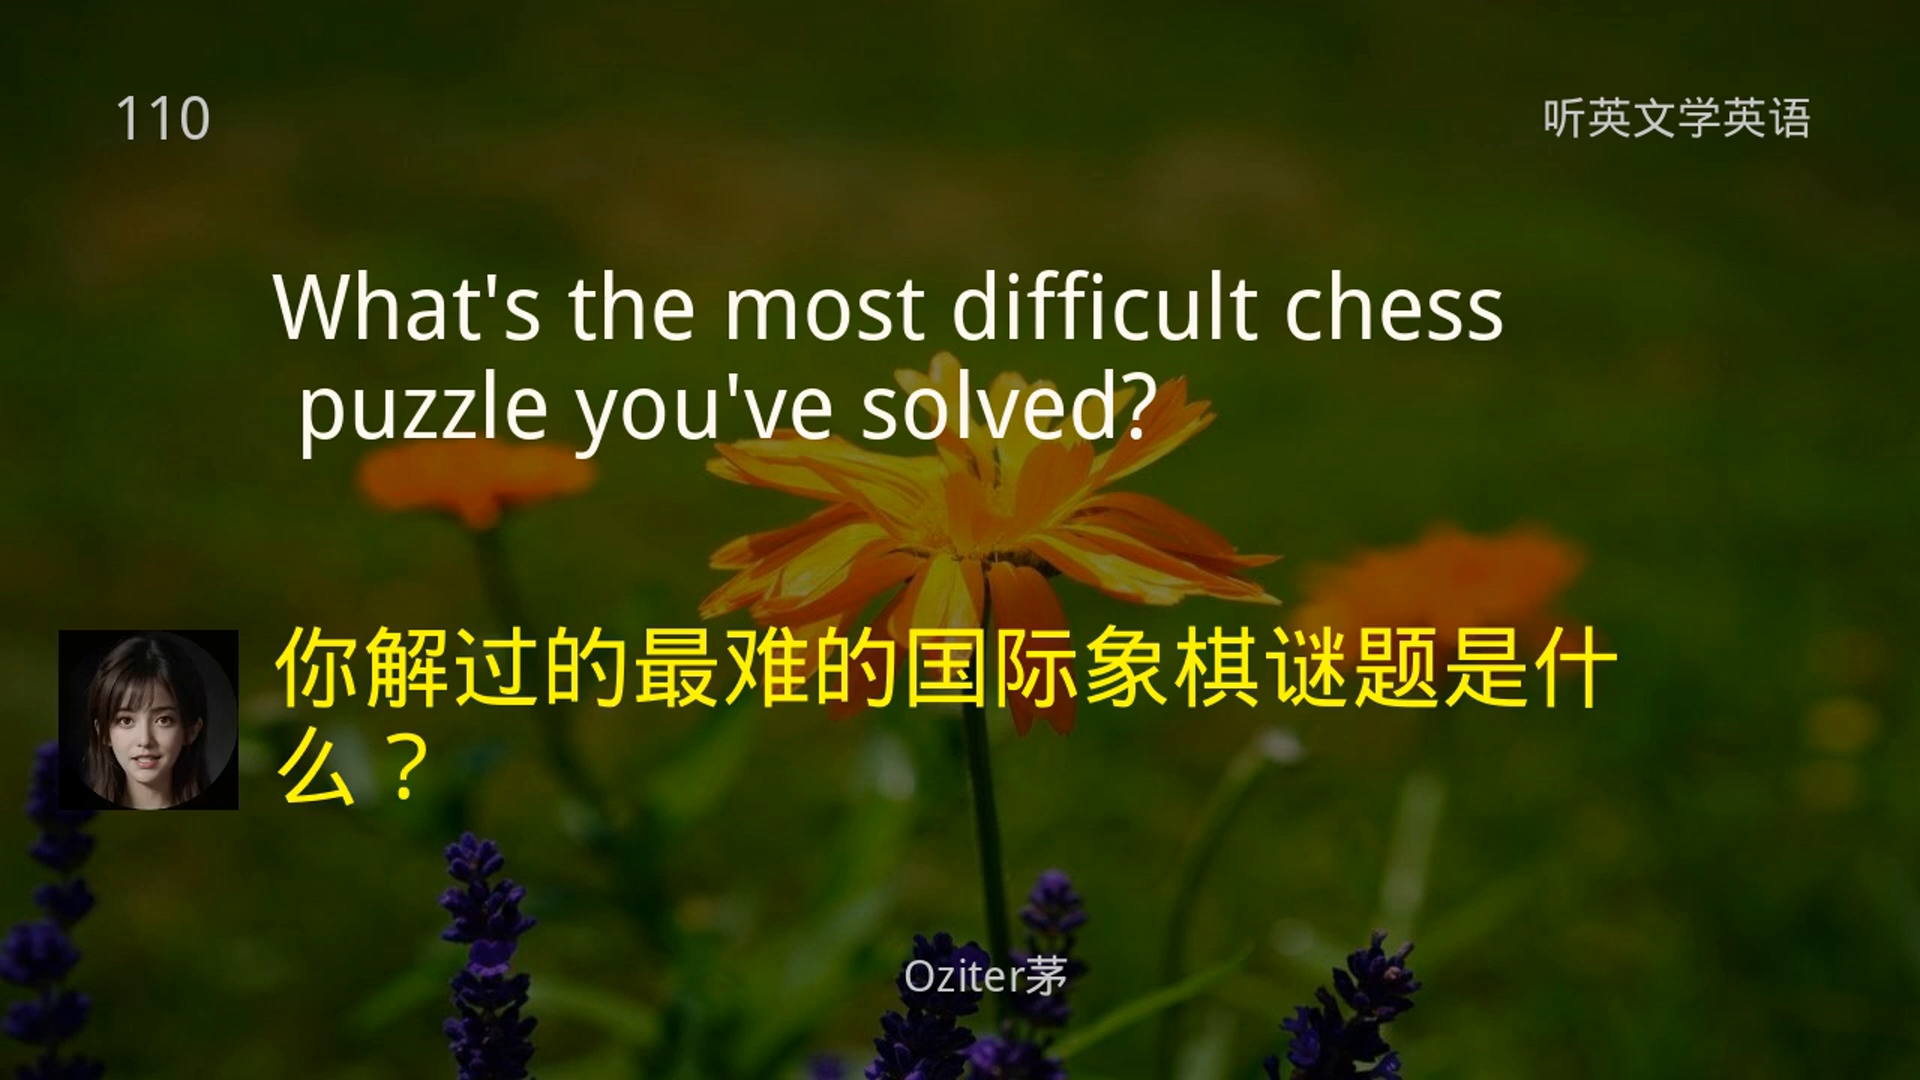 110
听英文学英语
What's the most difficult chess
puzzle you've solved?
你解过的最难的国际象棋谜题是什
么？
Oziter茅